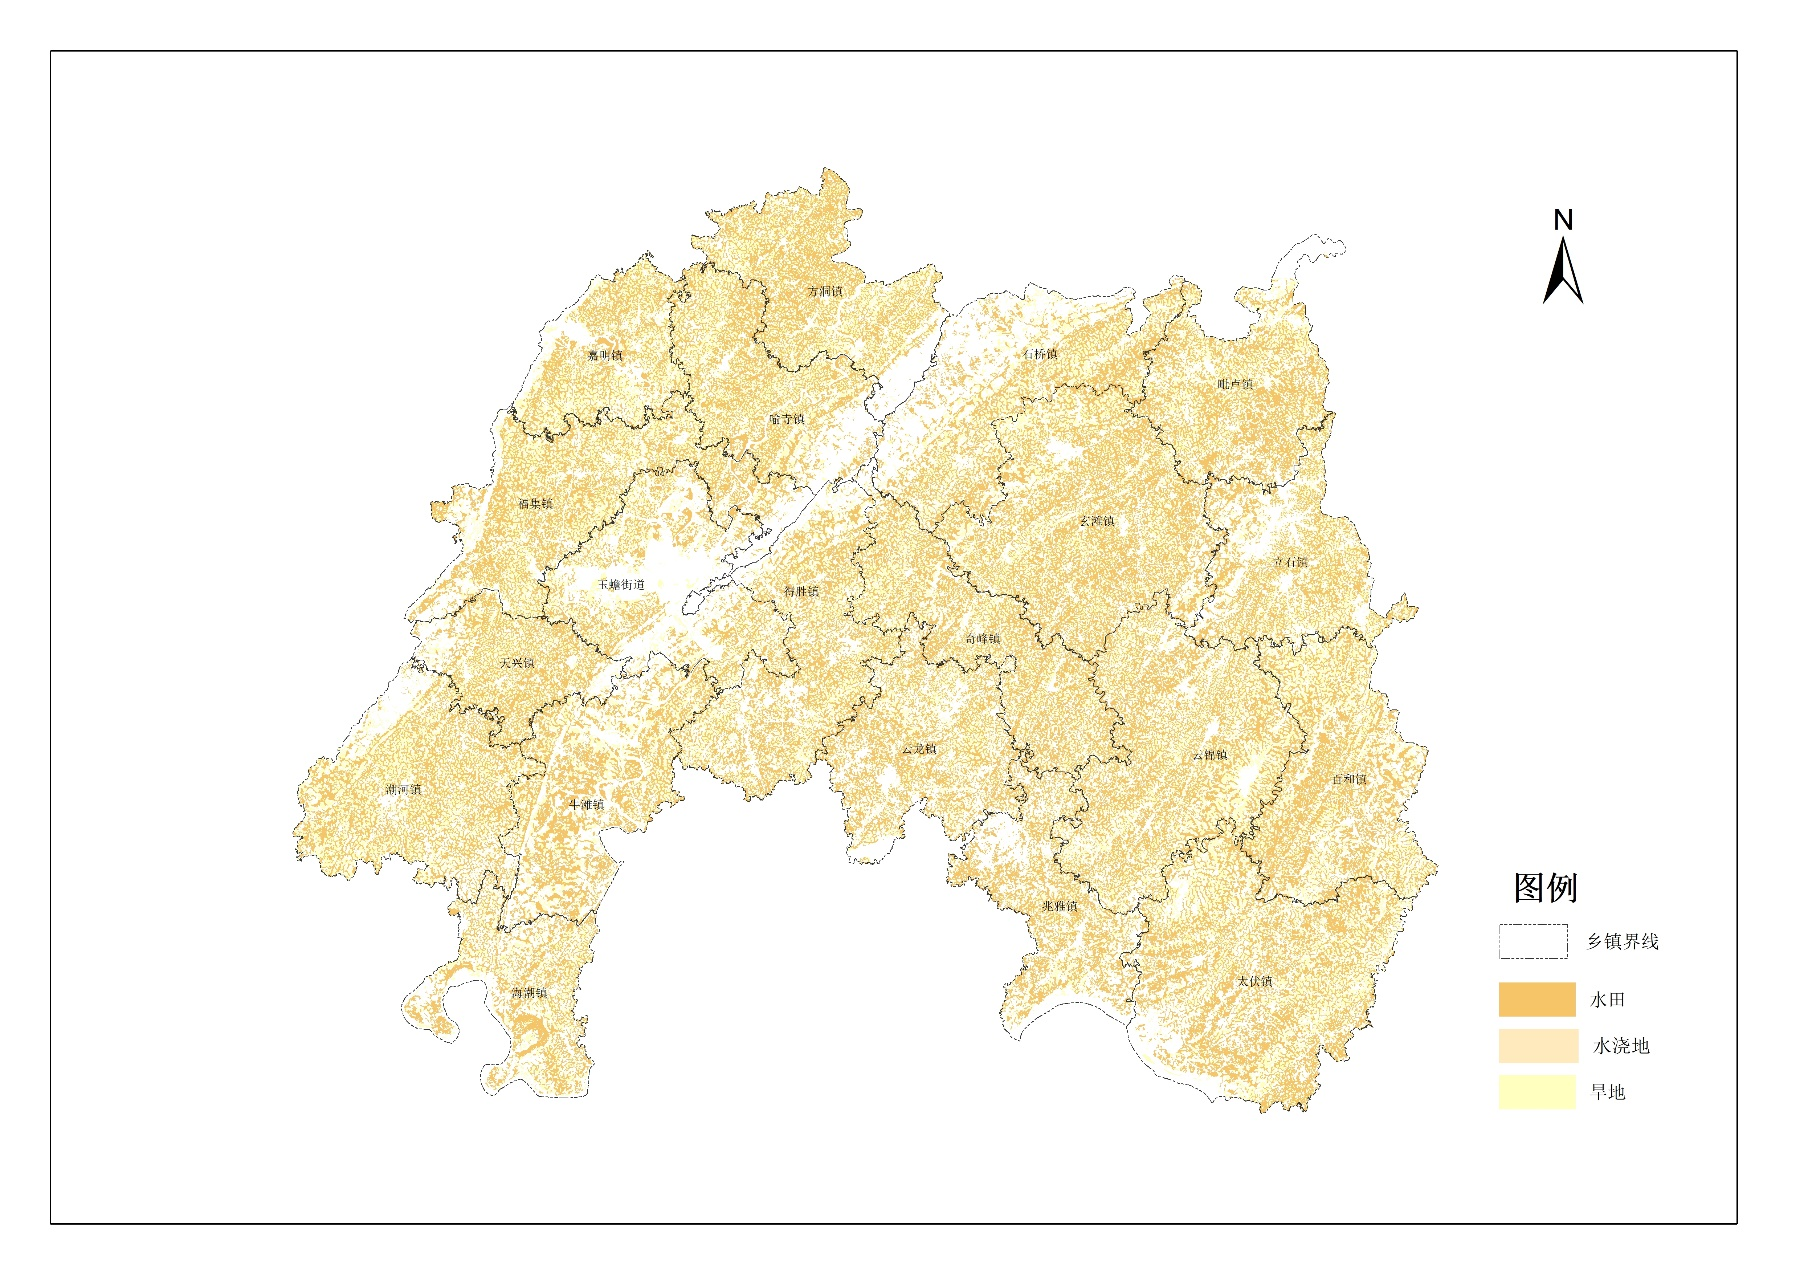 N
方洞镇
石桥镇
嘉明镇
毗卢镇
喻寺镇
福集镇
玄滩镇
立石镇
玉蟾街道
得胜镇
奇峰镇
天兴镇
云龙镇
云锦镇
百和镇
潮河镇
牛滩镇
兆雅镇
太伏镇
海潮镇
图例
乡镇界线
水田
水浇地
旱地